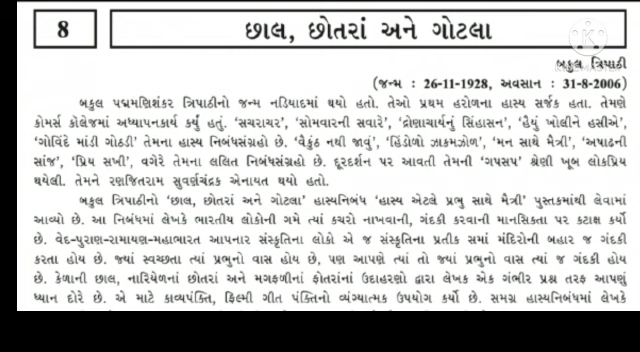 8
છાલ, છોતરાં અને ગોટલા
બકુલ ત્રિપાઠી
(જન્મ : 26-11-1928, અવસાન : 31-8-2006)
બકુલ પદ્મમણિશંકર ત્રિપાઠીનો જન્મ નડિયાદમાં થયો હતો. તેઓ પ્રથમ હરોળના હાસ્ય સર્જક હતા. તેમણે
કોમર્સ કૉલેજમાં અધ્યાપનકાર્ય કર્યું હતું. ‘સચરાચર’, ‘સોમવારની સવારે’, ‘દ્રોણાચાર્યનું સિંહાસન’, ‘હૈયું ખોલીને હસીએ’,
‘ગોવિંદે માંડી ગોઠડી’ તેમના હાસ્ય નિબંધસંગ્રહો છે. ‘વૈકુંઠ નથી જાવું’, ‘હિંડોળો ઝાકમઝોળ’, ‘મન સાથે મૈત્રી’, ‘અષાઢની
સાંજ’, ‘પ્રિય સખી’, વગેરે તેમના લલિત નિબંધસંગ્રહો છે. દૂરદર્શન પર આવતી તેમની ‘ગપસપ’ શ્રેણી ખૂબ લોકપ્રિય
થયેલી. તેમને રણજિતરામ સુવર્ણચંદ્રક એનાયત થયો હતો.
બકુલ ત્રિપાઠીનો ‘છાલ, છોતરાં અને ગોટલા’ હાસ્યનિબંધ ‘હાસ્ય એટલે પ્રભુ સાથે મૈત્રી’ પુસ્તકમાંથી લેવામાં
આવ્યો છે. આ નિબંધમાં લેખકે ભારતીય લોકોની ગમે ત્યાં કચરો નાખવાની, ગંદકી કરવાની માનસિકતા પર કટાક્ષ કર્યો
છે. વેદ-પુરાણ-રામાયણ-મહાભારત આપનાર સંસ્કૃતિના લોકો એ જ સંસ્કૃતિના પ્રતીક સમાં મંદિરોની બહાર જ ગંદકી
કરતા હોય છે. જ્યાં સ્વચ્છતા ત્યાં પ્રભુનો વાસ હોય છે, પણ આપણે ત્યાં તો જ્યાં પ્રભુનો વાસ ત્યાં જ ગંદકી હોય
છે. કેળાની છાલ, નારિયેળનાં છોતરાં અને મગફળીનાં ફોતરાંનાં ઉદાહરણો દ્વારા લેખક એક ગંભીર પ્રશ્ન તરફ આપણું
ધ્યાન દોરે છે. એ માટે કાવ્યપંક્તિ, ફિલ્મી ગીત પંક્તિનો વ્યંગ્યાત્મક ઉપયોગ કર્યો છે. સમગ્ર હાસ્યનિબંધમાં લેખકે